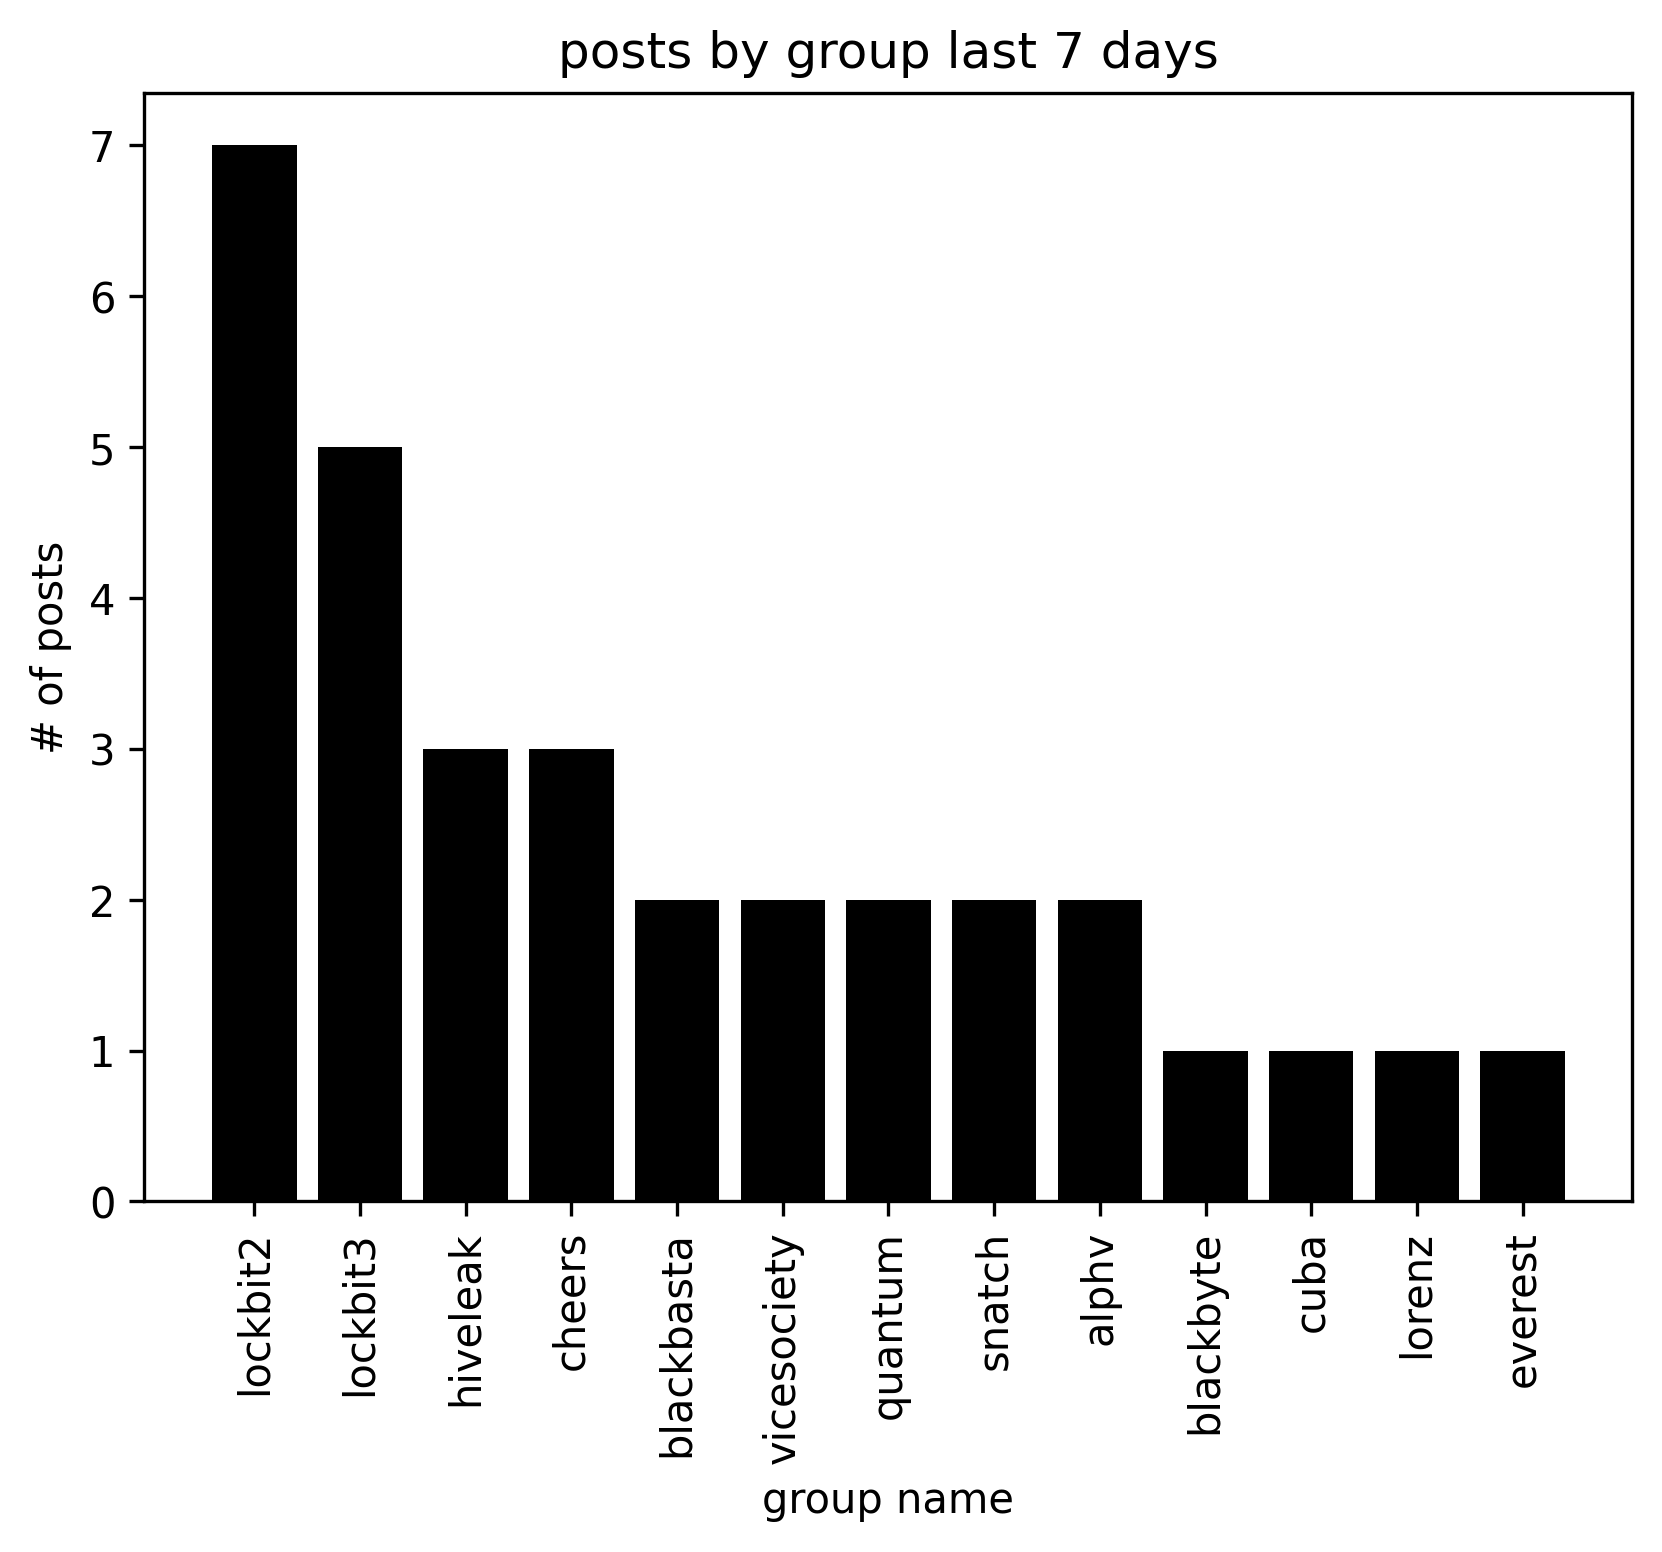 posts by group last 7 days
7
6
5
4
3
2
1
0
# of posts
lockbit2
lockbit3
hiveleak
cheers
blackbasta
vicesociety
quantum
snatch
alphv
blackbyte
cuba
lorenz
everest
group name